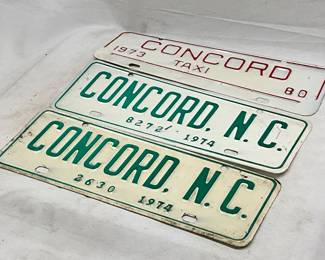 CONCORD
1973 TAXI 80
CONCORD, N.C.
8272 1974
CONCORD, N.C.
2630 1974